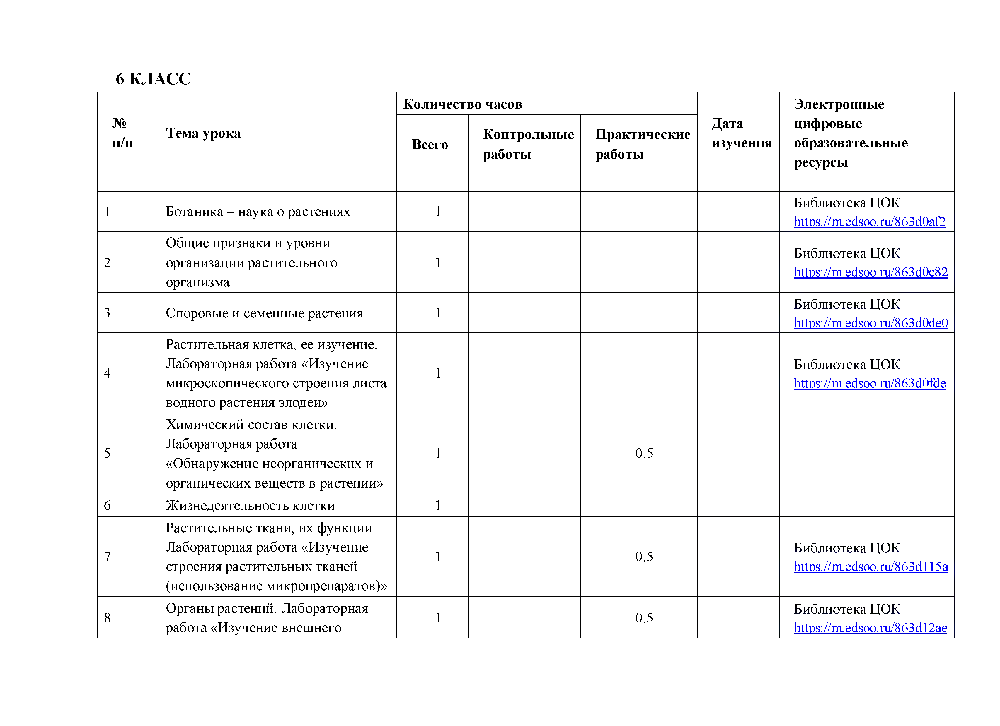 6 КЛАСС
№
п/п
Тема урока
Количество часов
Всего
Контрольные
работы
Практические
работы
Дата
изучения
Электронные
цифровые
образовательные
ресурсы
1
Ботаника – наука о растениях
1
Библиотека ЦОК
https://m.edsoo.ru/863d0af2
2
Общие признаки и уровни
организации растительного
организма
1
Библиотека ЦОК
https://m.edsoo.ru/863d0c82
3
Споровые и семенные растения
1
Библиотека ЦОК
https://m.edsoo.ru/863d0de0
4
Растительная клетка, ее изучение.
Лабораторная работа «Изучение
микроскопического строения листа
водного растения элодеи»
1
Библиотека ЦОК
https://m.edsoo.ru/863d0fde
5
Химический состав клетки.
Лабораторная работа
«Обнаружение неорганических и
органических веществ в растении»
1
0.5
6
Жизнедеятельность клетки
1
7
Растительные ткани, их функции.
Лабораторная работа «Изучение
строения растительных тканей
(использование микропрепаратов)»
1
0.5
Библиотека ЦОК
https://m.edsoo.ru/863d115a
8
Органы растений. Лабораторная
работа «Изучение внешнего
1
0.5
Библиотека ЦОК
https://m.edsoo.ru/863d12ae